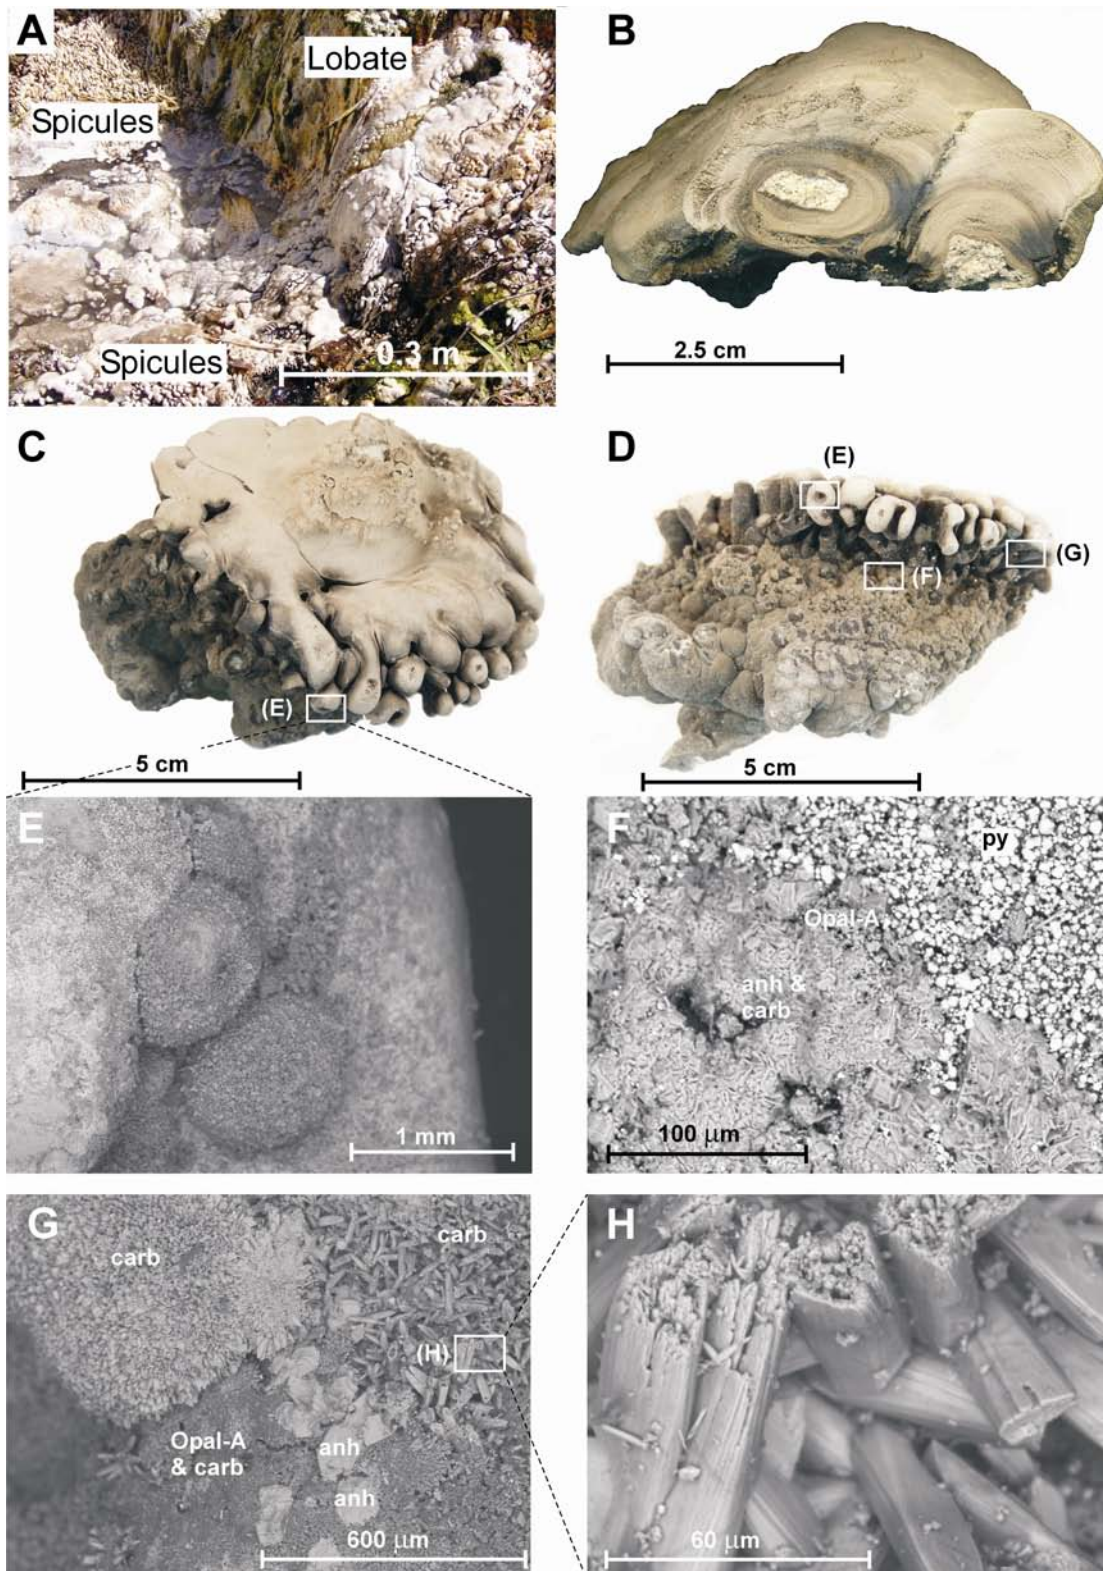 A
Lobate
Spicules
Spicules
0.3 m
B
2.5 cm
C
(E)
5 cm
D
(E)
(G)
(F)
5 cm
E
1 mm
F
py
Opal-A
anh &
carb
100 μm
G
carb
carb
(H)
Opal-A
& carb
anh
anh
600 μm
H
60 μm